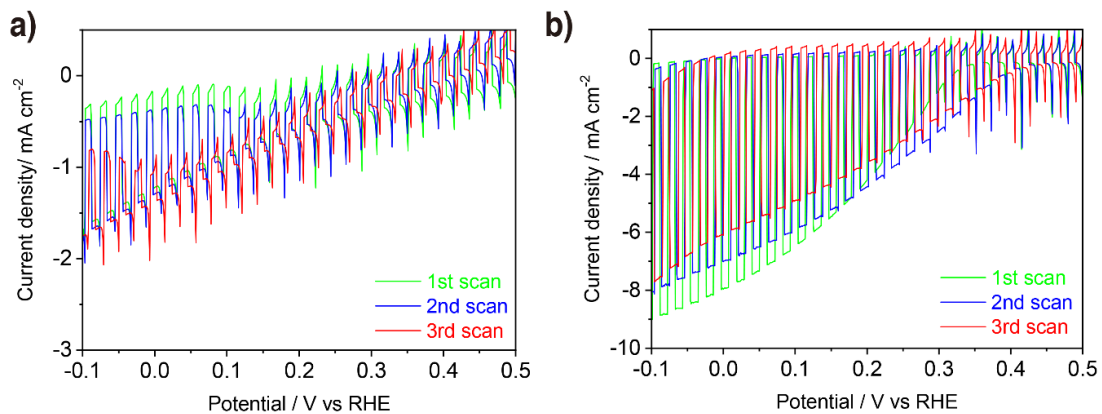 a)
Current density/ mA cm⁻²
0
-1
-2
-3
-0.1 0.0 0.1 0.2 0.3 0.4 0.5
Potential / V vs RHE
1st scan
2nd scan
3rd scan
b)
Current density / mA cm⁻²
0
-2
-4
-6
-8
-10
-0.1 0.0 0.1 0.2 0.3 0.4 0.5
Potential / V vs RHE
1st scan
2nd scan
3rd scan